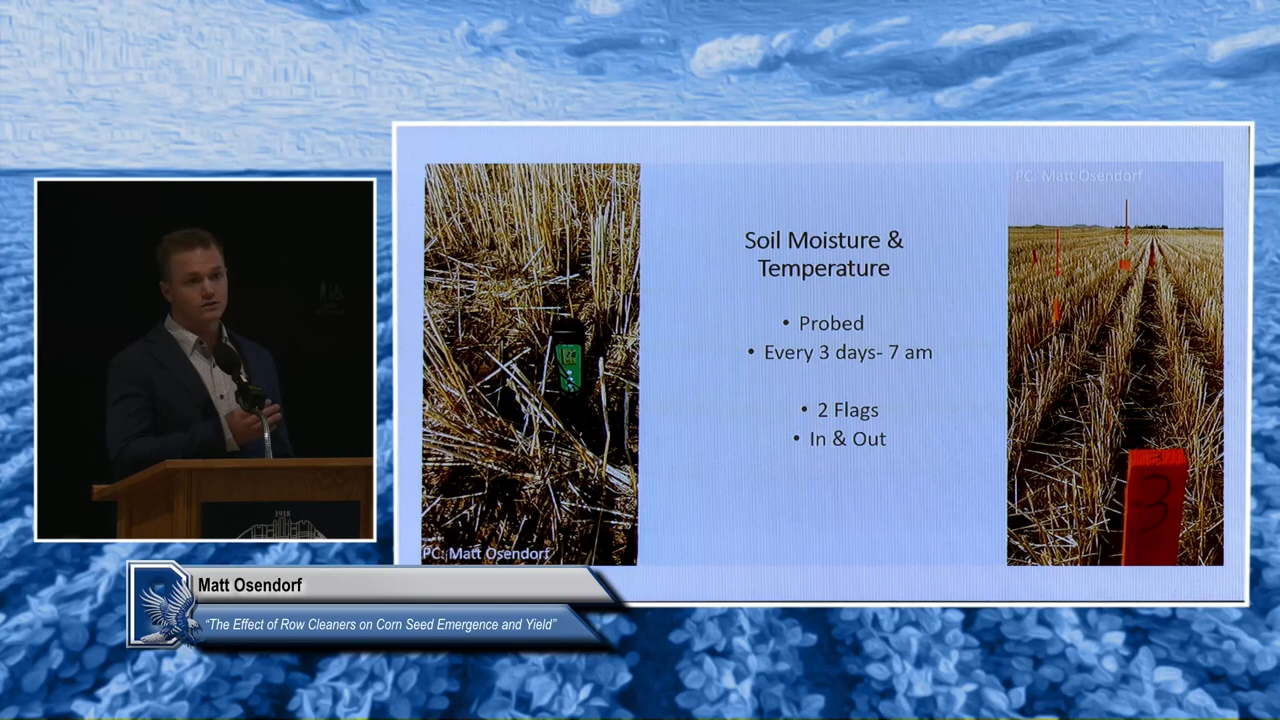 PC: Matt Osendorf
Soil Moisture &
Temperature
• Probed
• Every 3 days- 7 am
• 2 Flags
• In & Out
3
3
PC: Matt Osendorf
1918
Matt Osendorf
“The Effect of Row Cleaners on Corn Seed Emergence and Yield”